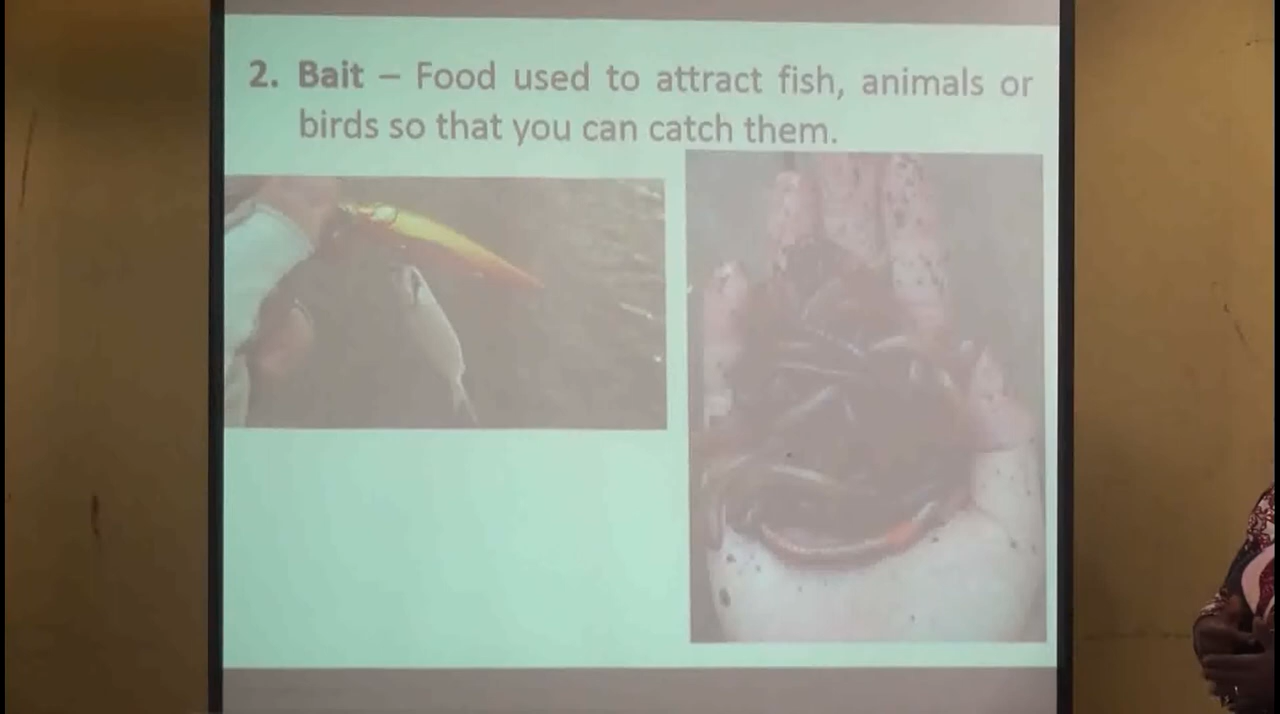 2. Bait – Food used to attract fish, animals or
birds so that you can catch them.